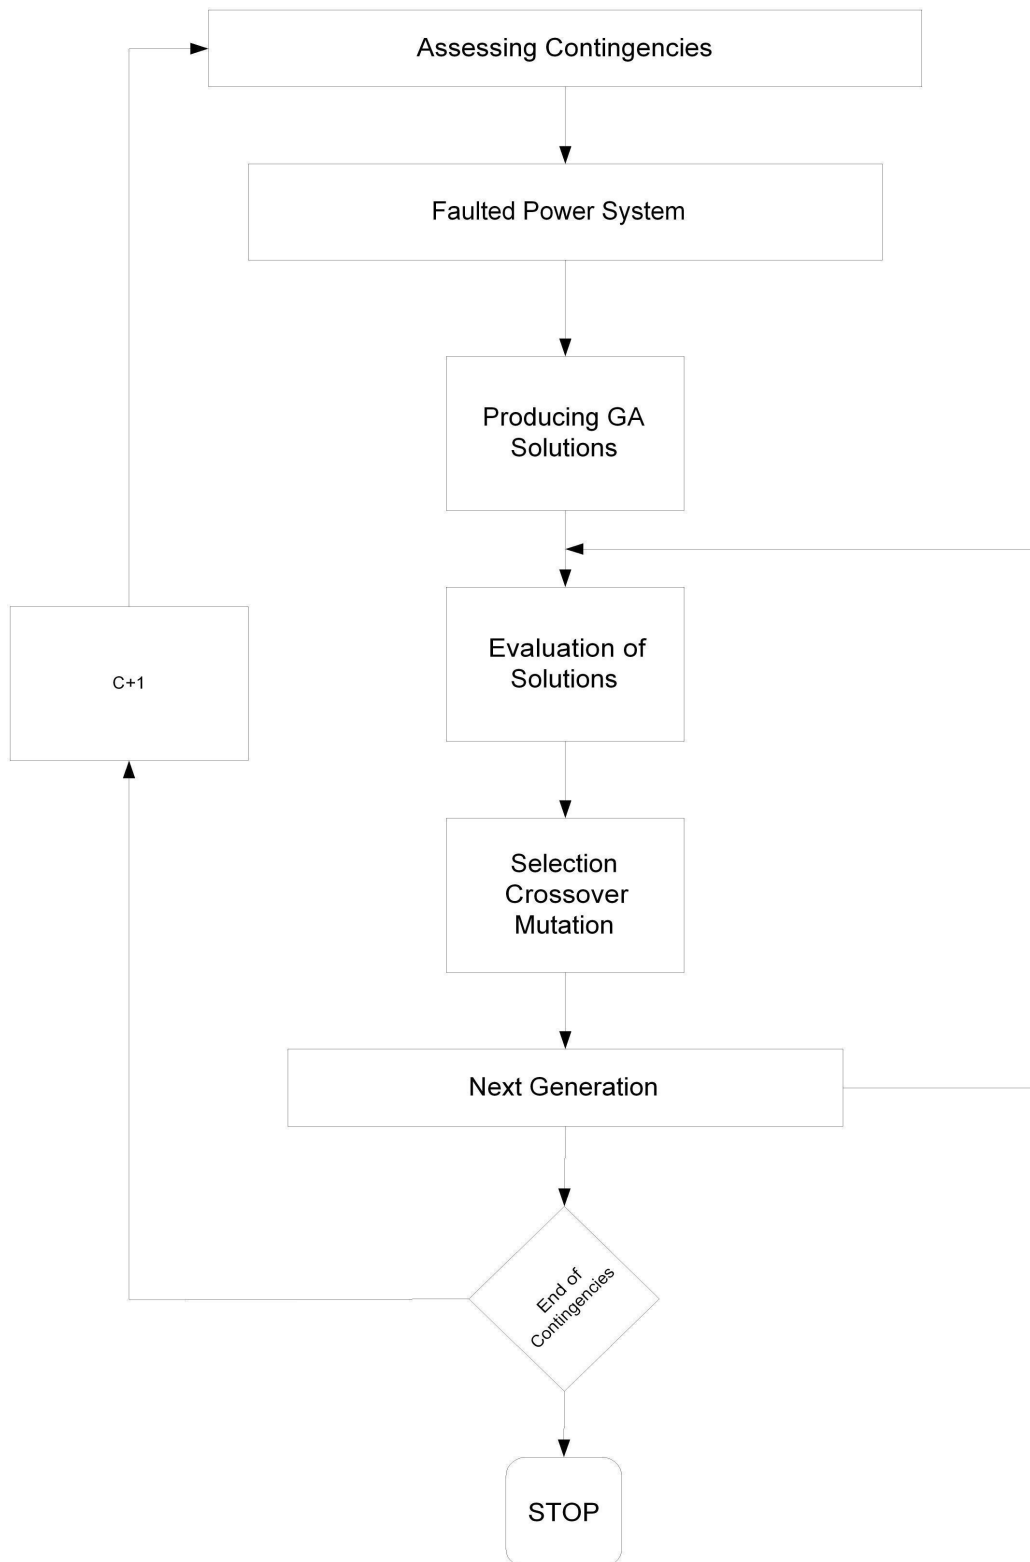 Assessing Contingencies
Faulted Power System
Producing GA
Solutions
Evaluation of
Solutions
C+1
Selection
Crossover
Mutation
Next Generation
End of
Contingencies
STOP